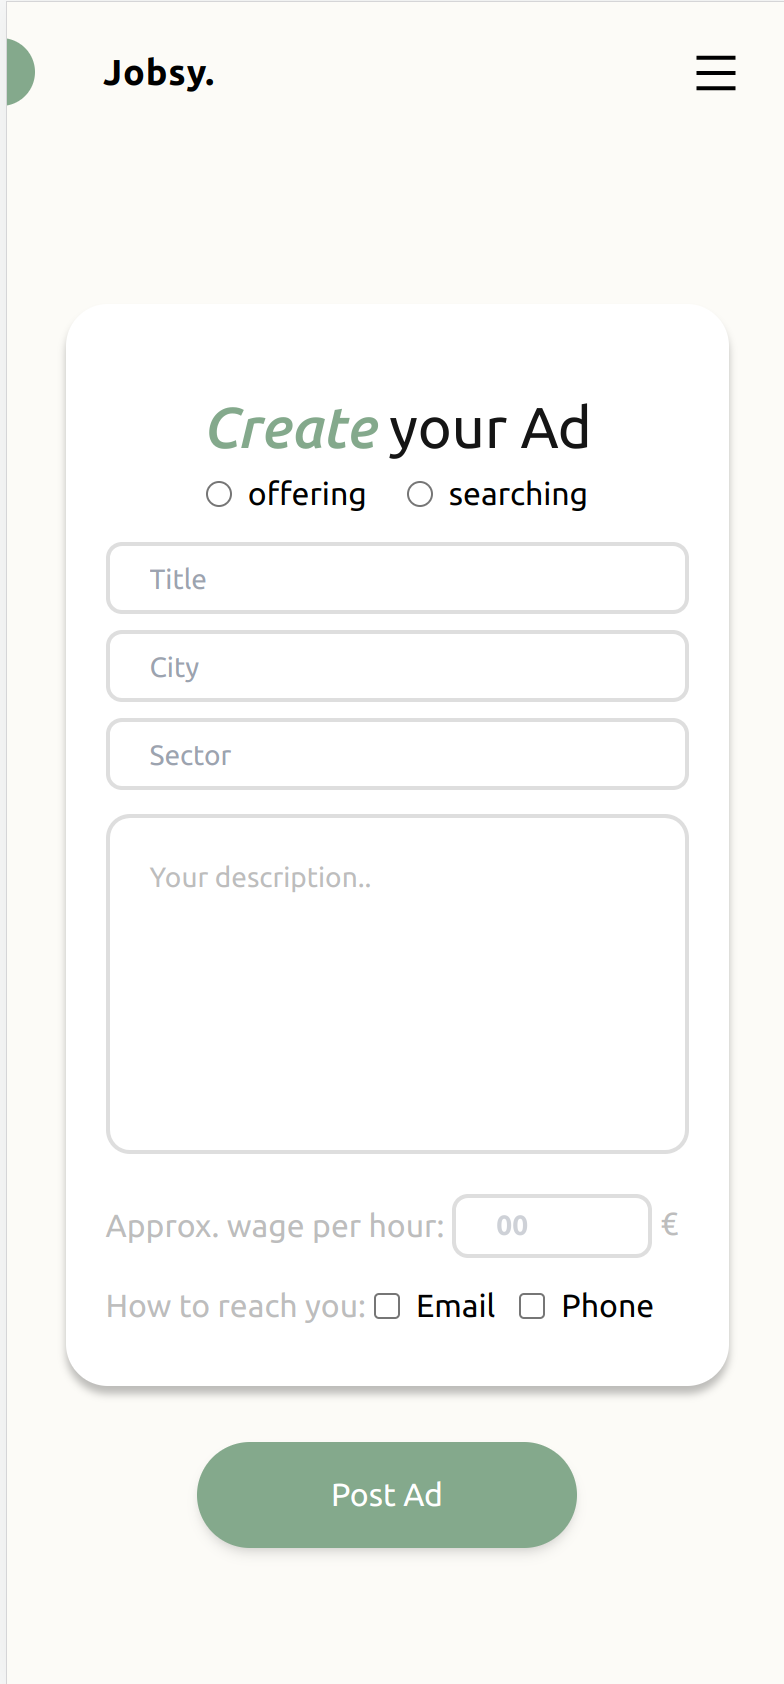 Jobsy.
Create your Ad
offering searching
Title
City
Sector
Your description..
Approx. wage per hour: 00 €
How to reach you: Email Phone
Post Ad